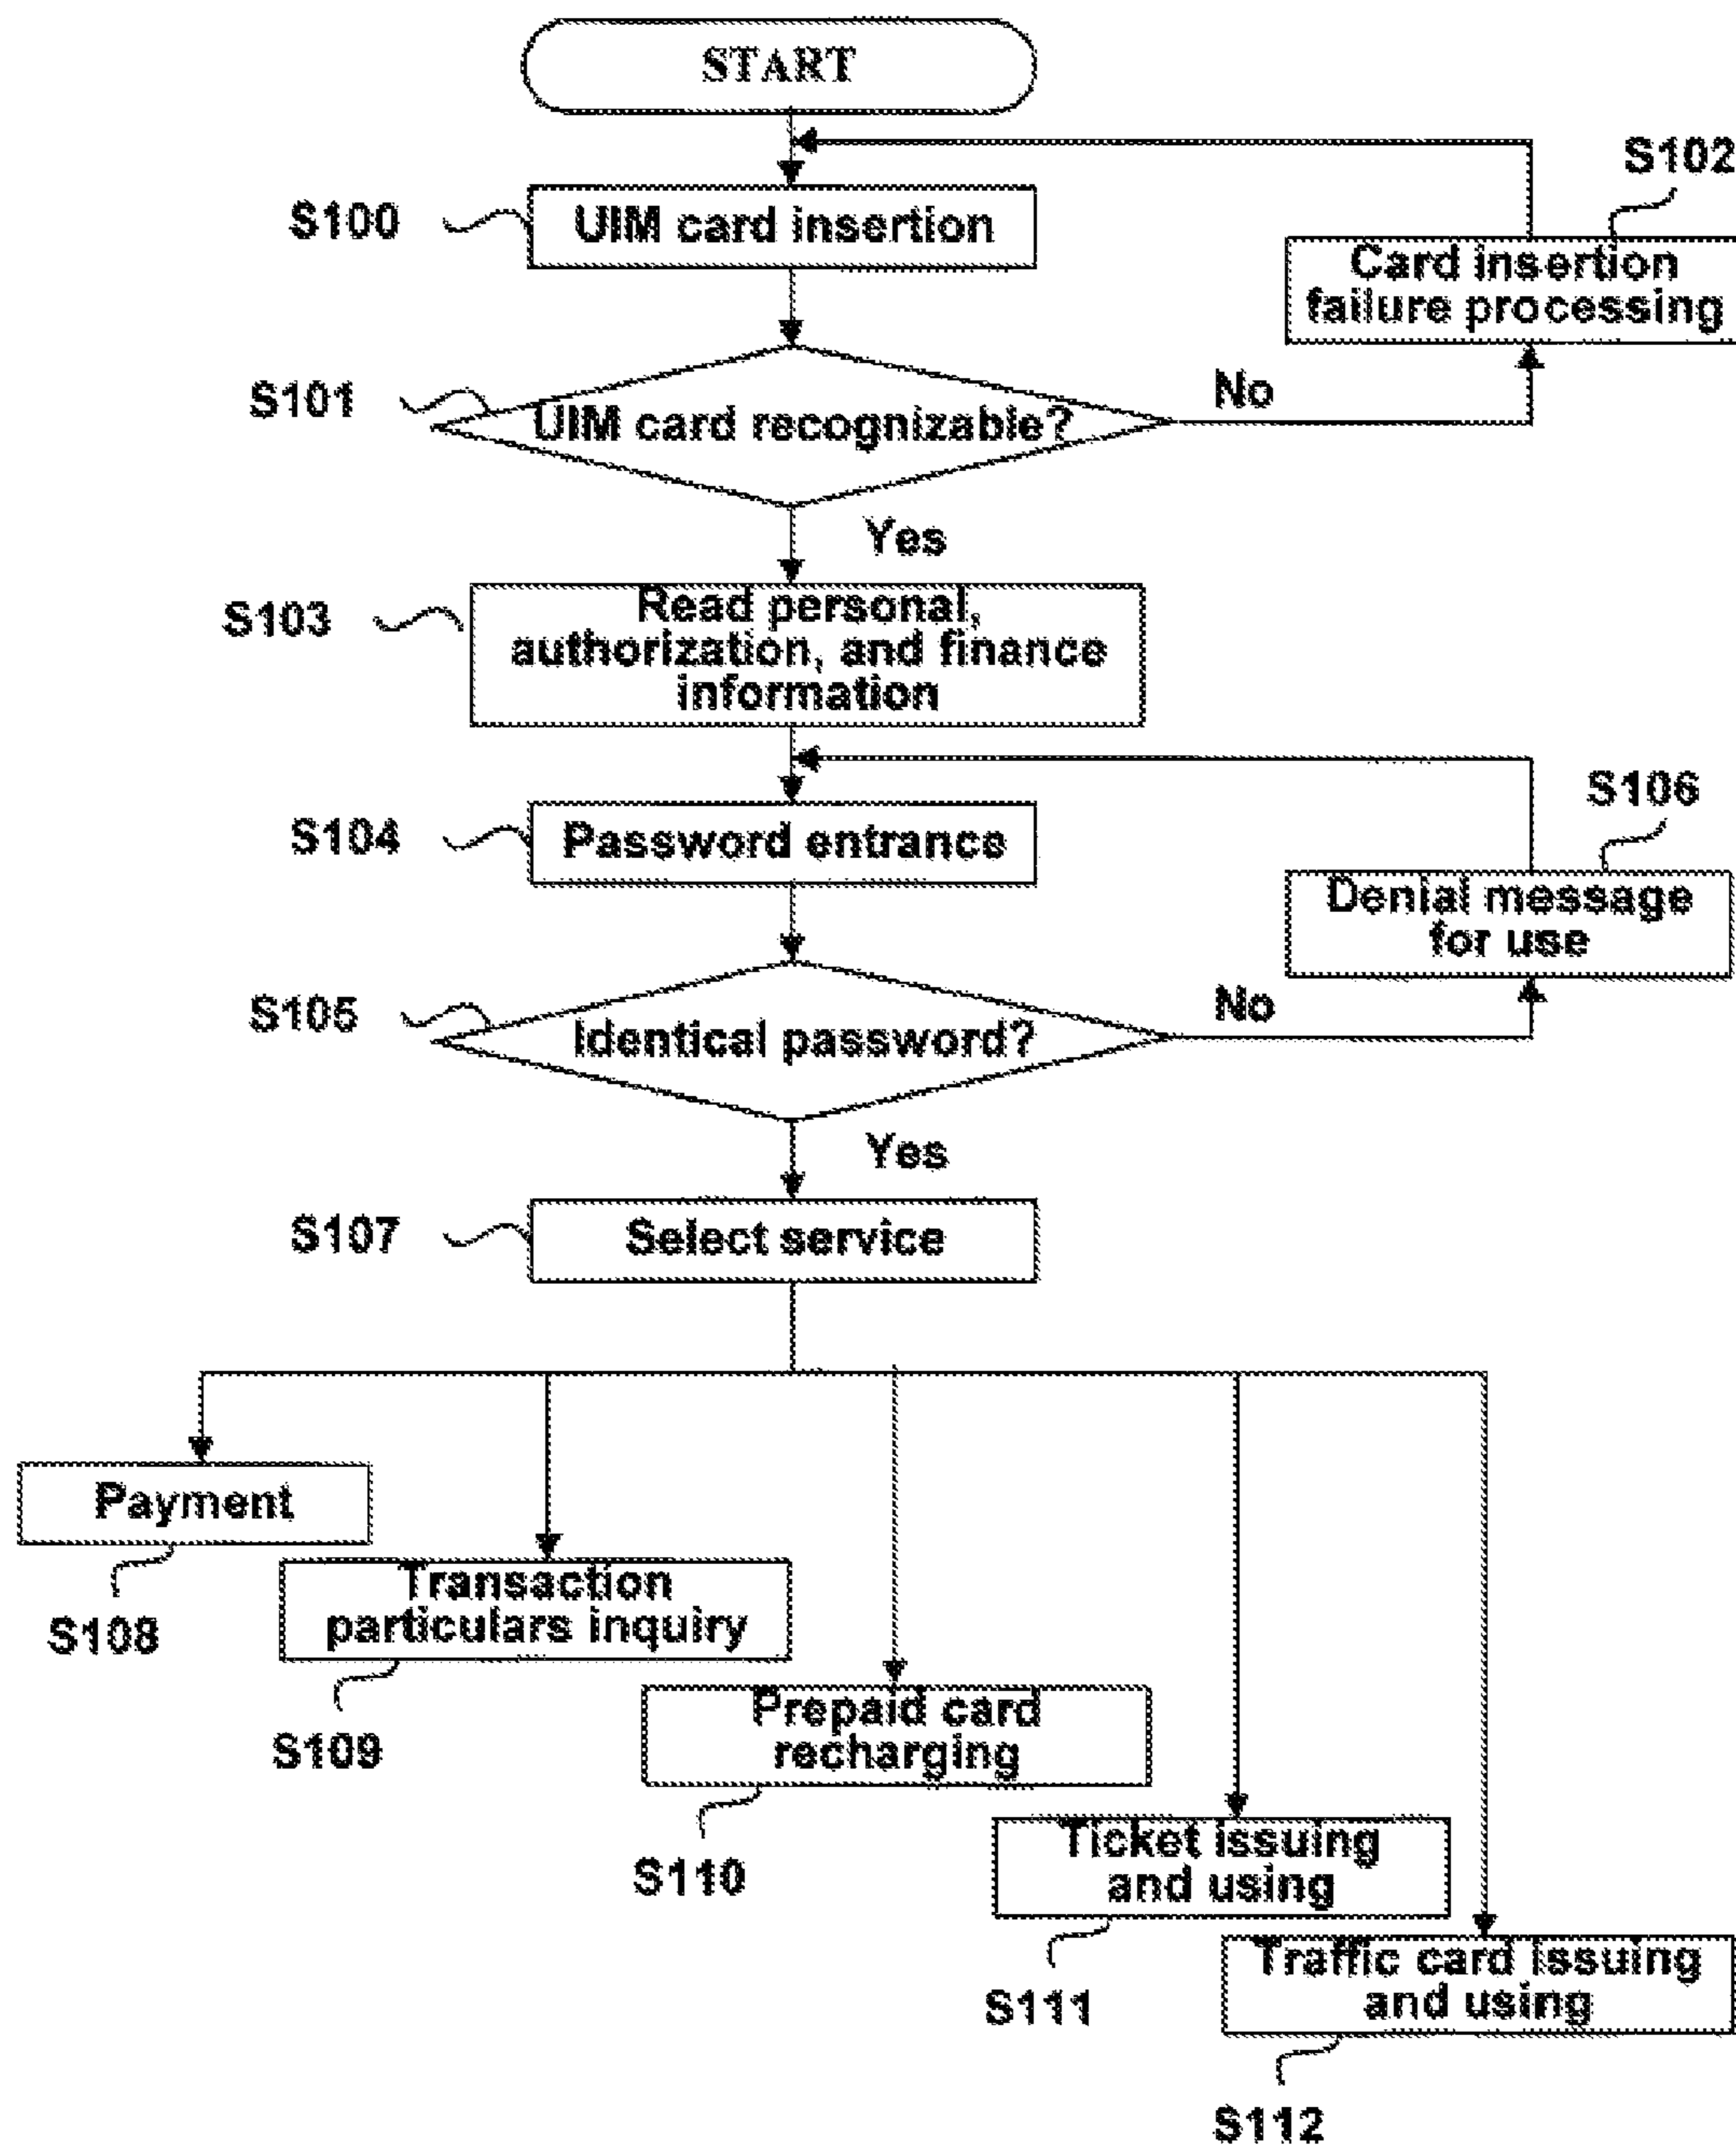 START
S102
S100
UIM card insertion
Card insertion
failure processing
S101
UIM card recognizable?
No
Yes
S103
Read personal,
authorization, and finance
information
S106
S104
Password entrance
Denial message
for use
S105
Identical password?
No
Yes
S107
Select service
Payment
S108
Transaction
particulars inquiry
S109
Prepaid card
recharging
S110
Ticket issuing
and using
S111
Traffic card issuing
and using
S112